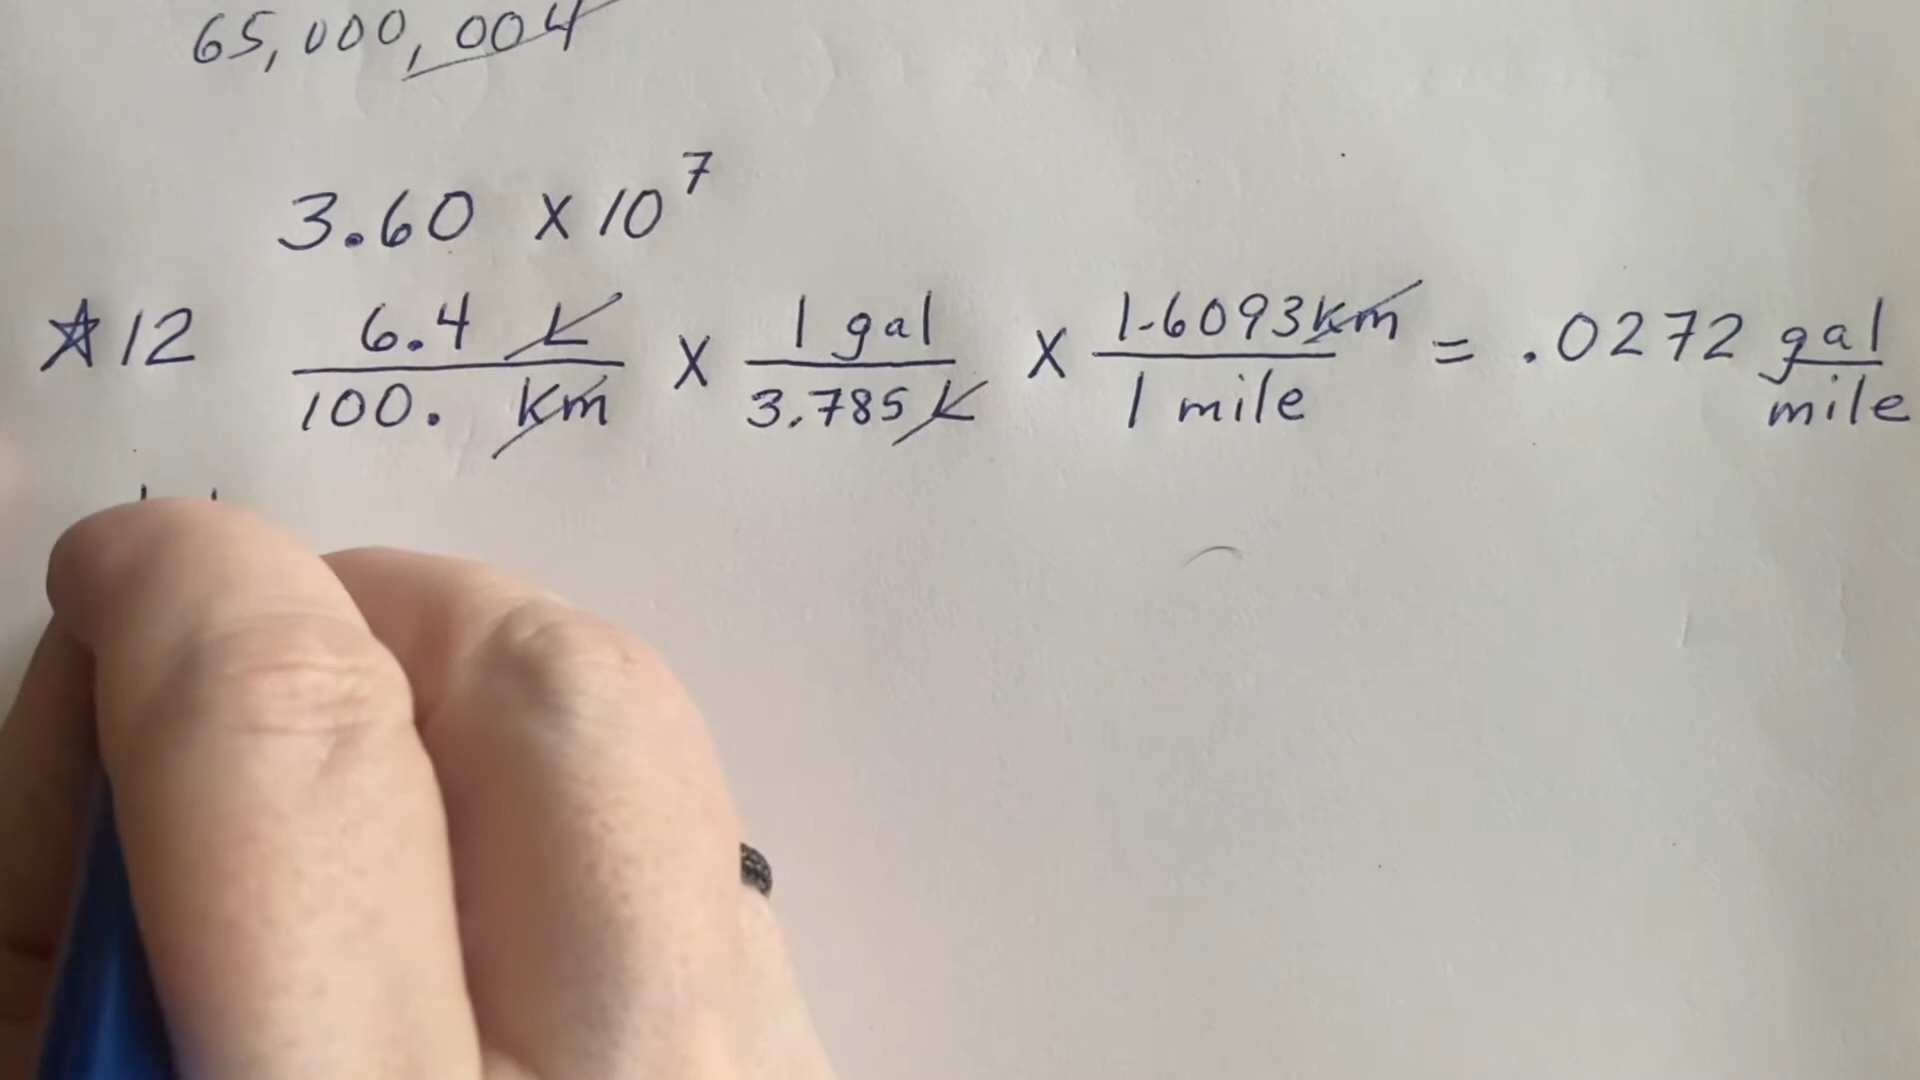 65,000,004
3.60 x 10^7
☆12 6.4 L / 100. km x 1 gal / 3.785 L x 1.6093 km / 1 mile = .0272 gal / mile